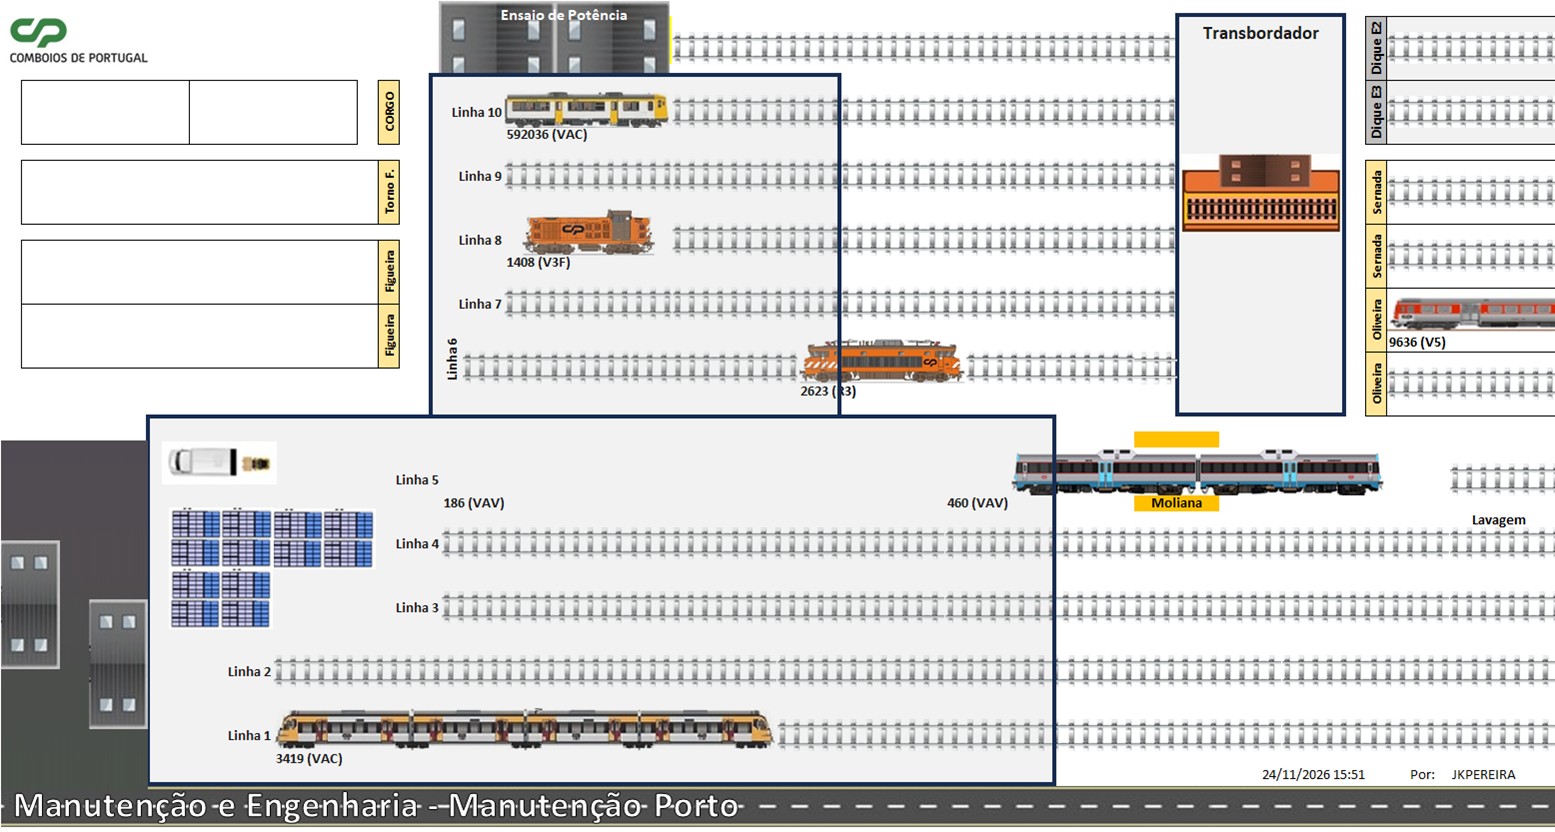 Ensaio de Potência
Transbordador
Dique E2
Dique E3
COMBOIOS DE PORTUGAL
CORGO
Linha 10
592036 (VAC)
Torno F.
Linha 9
Sernada
Linha 8
1408 (V3F)
Sernada
Figueira
Linha 7
Oliveira
9636 (V5)
Figueira
Linha 6
2623 (R3)
Oliveira
Linha 5
186 (VAV)
460 (VAV)
Moliana
Lavagem
Linha 4
Linha 3
Linha 2
Linha 1
3419 (VAC)
24/11/2026 15:51 Por: JKPEREIRA
Manutenção e Engenharia - Manutenção Porto